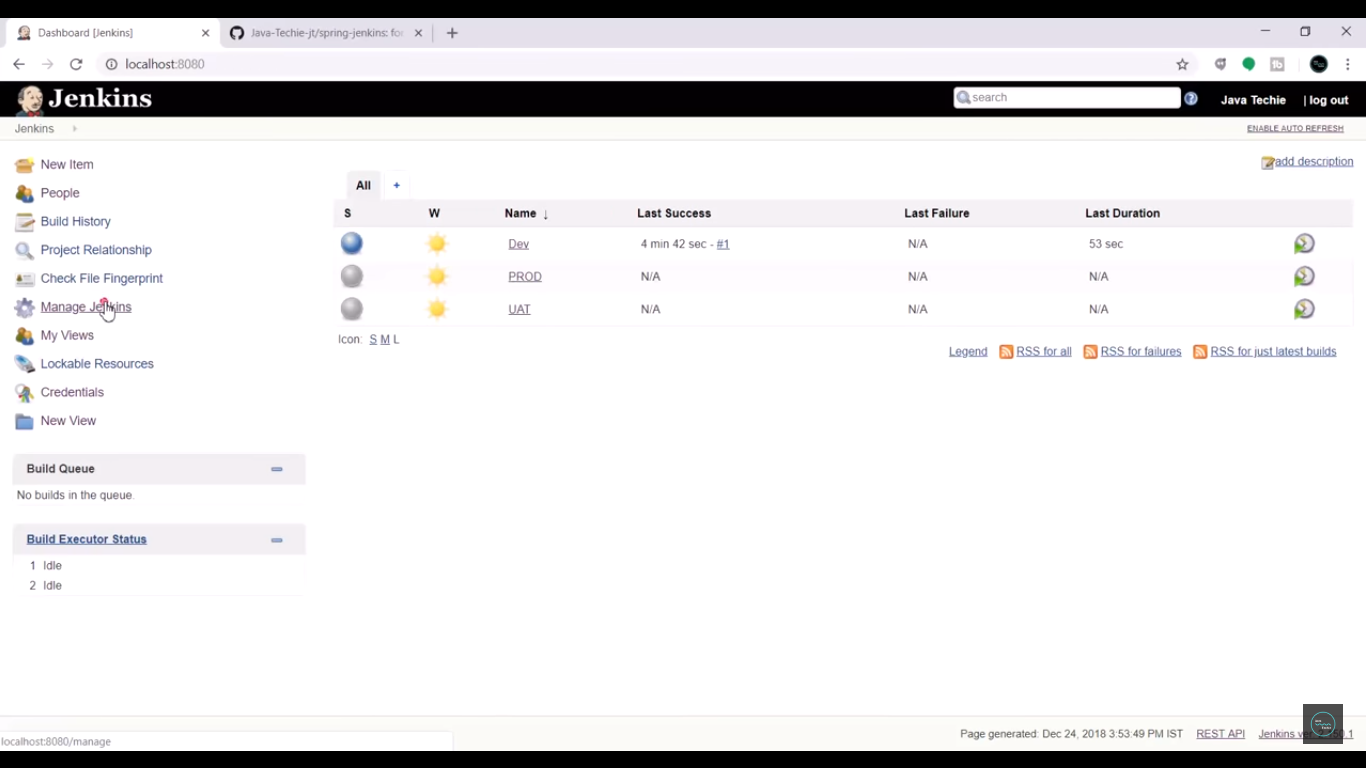 Dashboard [Jenkins]
Java-Techie-jt/spring-jenkins: for
localhost:8080
Jenkins
search
Java Techie
| log out
Jenkins
ENABLE AUTO REFRESH
New Item
People
Build History
Project Relationship
Check File Fingerprint
Manage Jenkins
My Views
Lockable Resources
Credentials
New View
Build Queue
No builds in the queue.
Build Executor Status
1 Idle
2 Idle
add description
All +
S W Name ↓ Last Success Last Failure Last Duration
Dev 4 min 42 sec - #1 N/A 53 sec
PROD N/A N/A N/A
UAT N/A N/A N/A
Icon: S M L
Legend RSS for all RSS for failures RSS for just latest builds
Page generated: Dec 24, 2018 3:53:49 PM IST REST API Jenkins
localhost:8080/manage